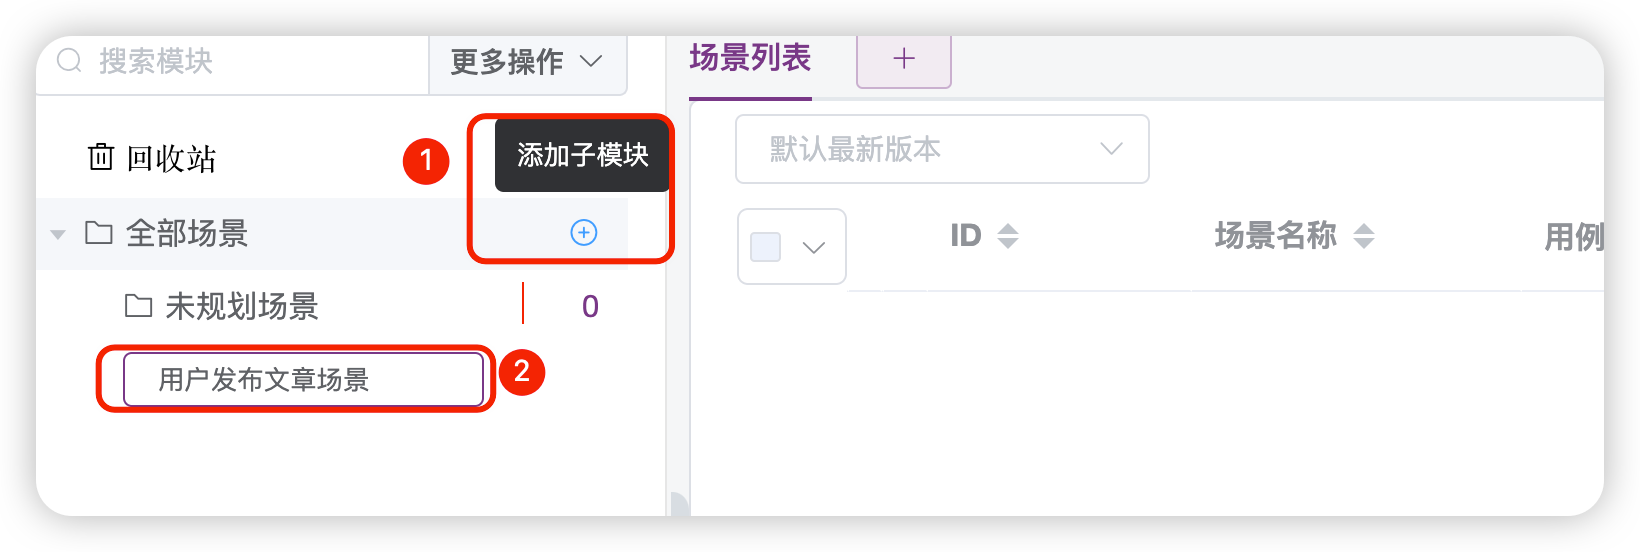 搜索模块
更多操作
回收站
1
添加子模块
全部场景
未规划场景
0
用户发布文章场景
2
场景列表
+
默认最新版本
ID
场景名称
用例